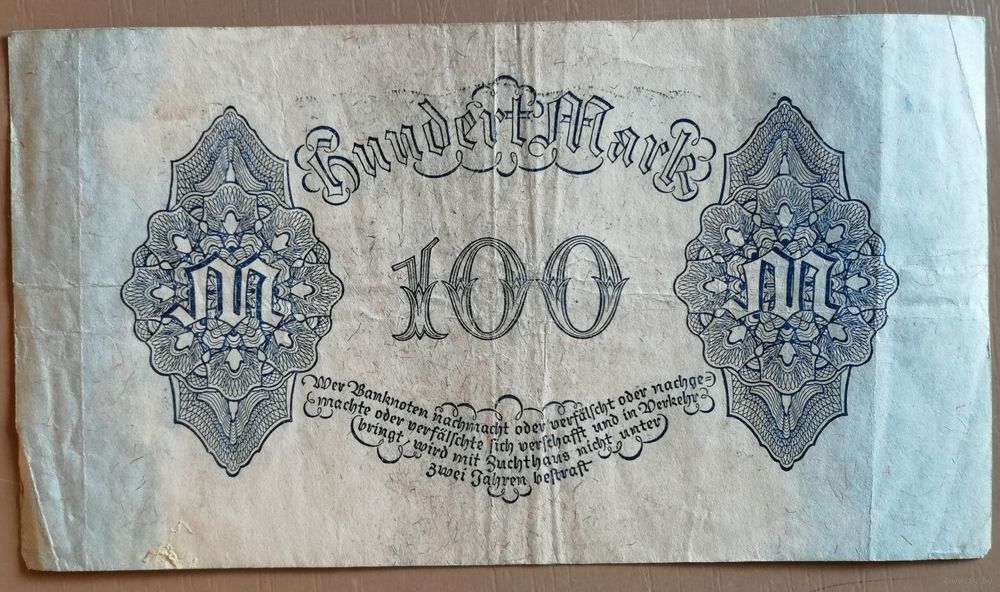 Hundert Mark
M
100
M
Wer Banknoten nachmacht oder verfälscht oder nachge-
machte oder verfälschte sich verschafft und in Verkehr
bringt, wird mit Zuchthaus nicht unter
zwei Jahren bestraft